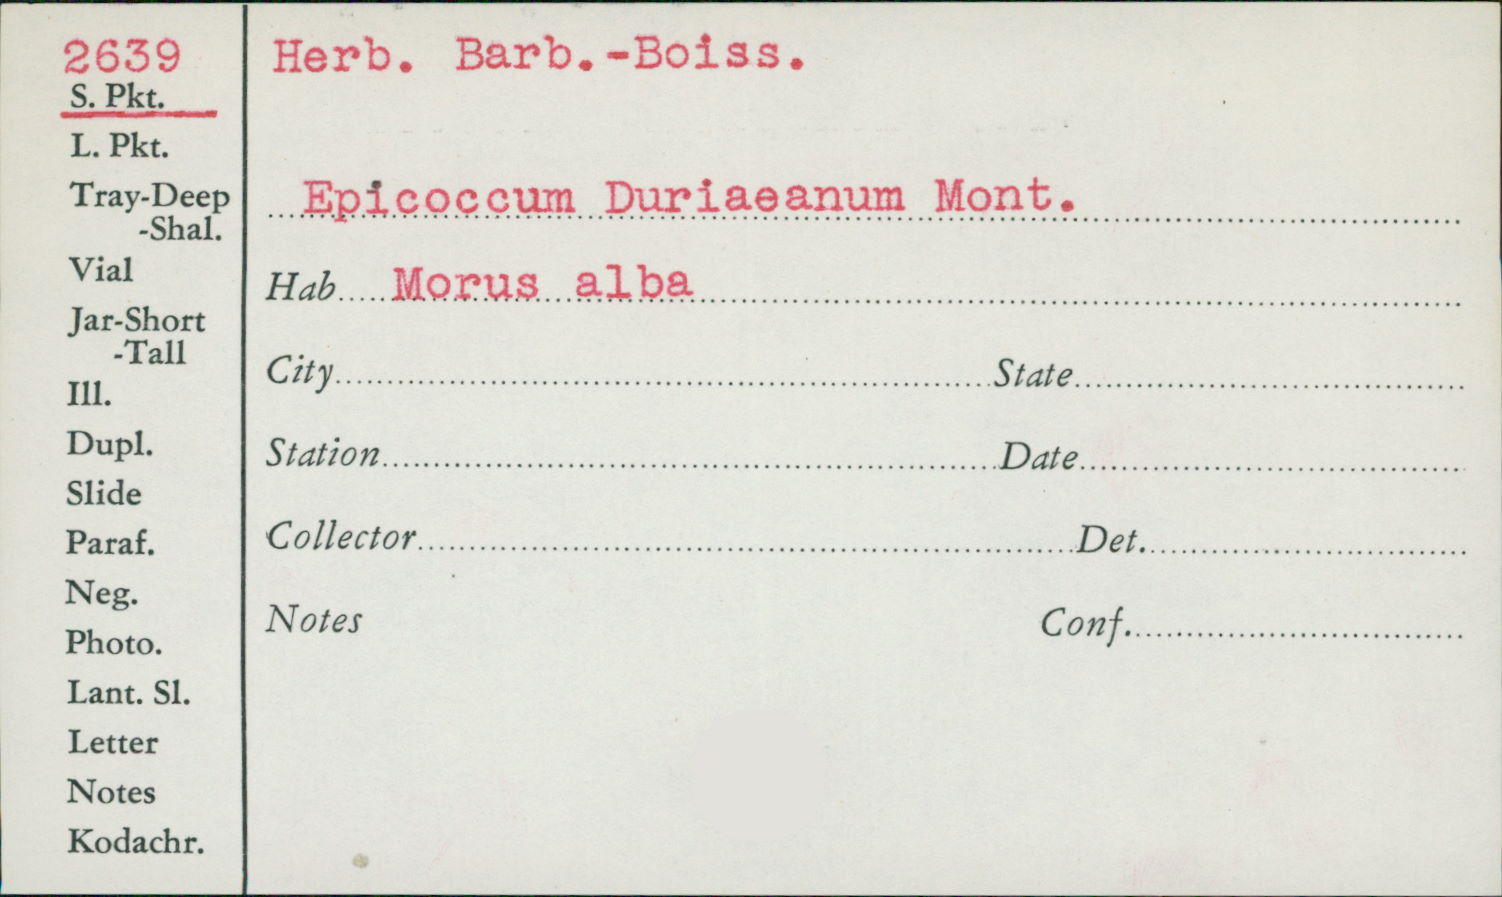 2639
S. Pkt.
L. Pkt.
Tray-Deep
-Shal.
Vial
Jar-Short
-Tall
Ill.
Dupl.
Slide
Paraf.
Neg.
Photo.
Lant. Sl.
Letter
Notes
Kodachr.
Herb. Barb.-Boiss.
Epicoccum Duriaeanum Mont.
Hab Morus alba
City State
Station Date
Collector Det.
Notes Conf.